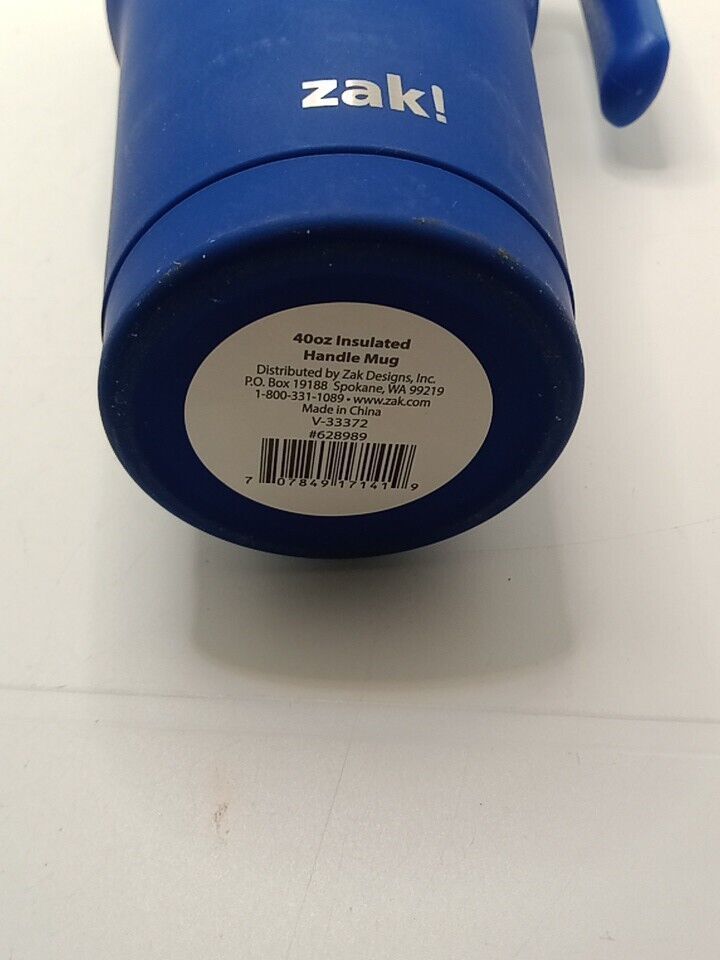 zak!
40oz Insulated
Handle Mug
Distributed by Zak Designs, Inc.
P.O. Box 19188 Spokane, WA 99219
1-800-331-1089 • www.zak.com
Made in China
V-33372
#628989
7 07849 17141 9